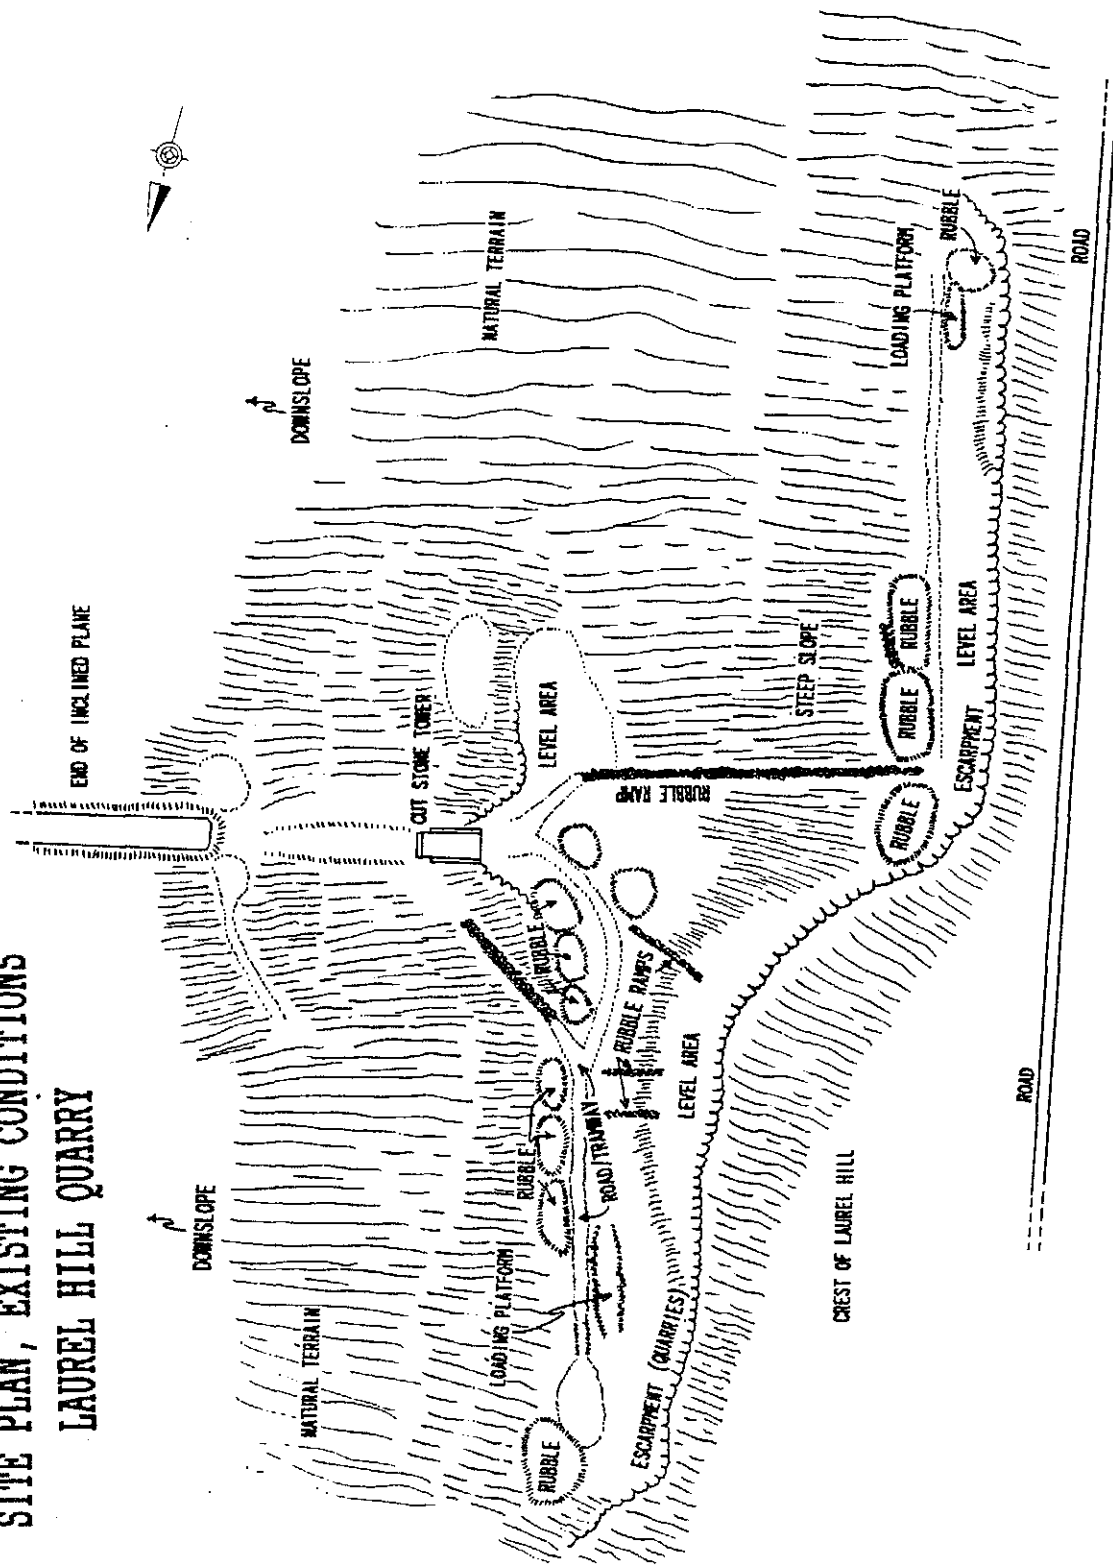 SITE PLAN, EXISTING CONDITIONS
LAUREL HILL QUARRY
END OF INCLINED PLANE
DOWNSLOPE
DOWNSLOPE
NATURAL TERRAIN
NATURAL TERRAIN
CUT STONE TOWER
LEVEL AREA
LOADING PLATFORM
RUBBLE
RUBBLE
RUBBLE
RUBBLE RAMP
STEEP SLOPE
LOADING PLATFORM
RUBBLE
ROAD/TRAMWAY
RUBBLE RAMPS
LEVEL AREA
RUBBLE
RUBBLE
RUBBLE
ESCARPMENT
LEVEL AREA
ESCARPMENT (QUARRIES)
CREST OF LAUREL HILL
ROAD
ROAD